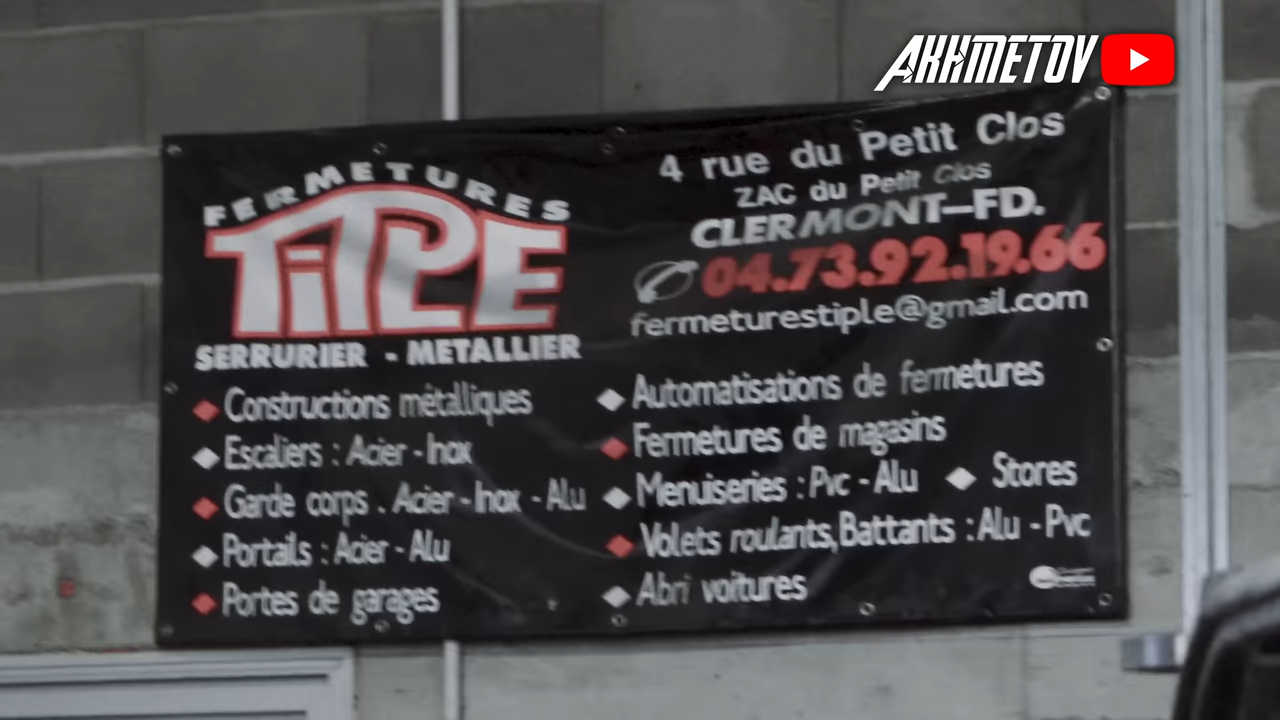 AKHMETOV
FERMETURES
TIPLE
SERRURIER - METALLIER
4 rue du Petit Clos
ZAC du Petit Clos
CLERMONT-FD.
04.73.92.19.66
fermeturestiple@gmail.com
Constructions métalliques
Escaliers : Acier - Inox
Garde corps . Acier - Inox - Alu
Portails : Acier - Alu
Portes de garages
Automatisations de fermetures
Fermetures de magasins
Menuiseries : Pvc - Alu Stores
Volets roulants, Battants : Alu - Pvc
Abri voitures